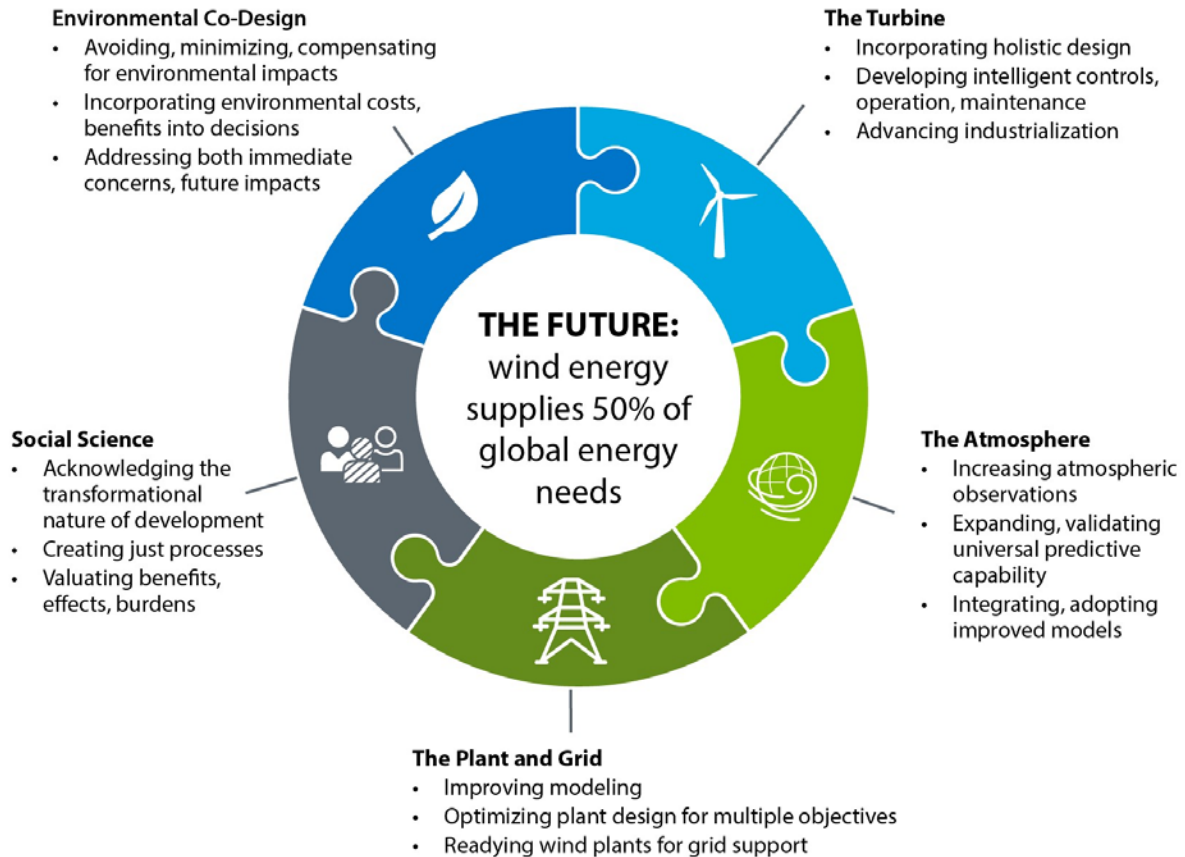 Environmental Co-Design
• Avoiding, minimizing, compensating
for environmental impacts
• Incorporating environmental costs,
benefits into decisions
• Addressing both immediate
concerns, future impacts
The Turbine
• Incorporating holistic design
• Developing intelligent controls,
operation, maintenance
• Advancing industrialization
THE FUTURE:
wind energy
supplies 50% of
global energy
needs
Social Science
• Acknowledging the
transformational
nature of development
• Creating just processes
• Valuating benefits,
effects, burdens
The Atmosphere
• Increasing atmospheric
observations
• Expanding, validating
universal predictive
capability
• Integrating, adopting
improved models
The Plant and Grid
• Improving modeling
• Optimizing plant design for multiple objectives
• Readying wind plants for grid support